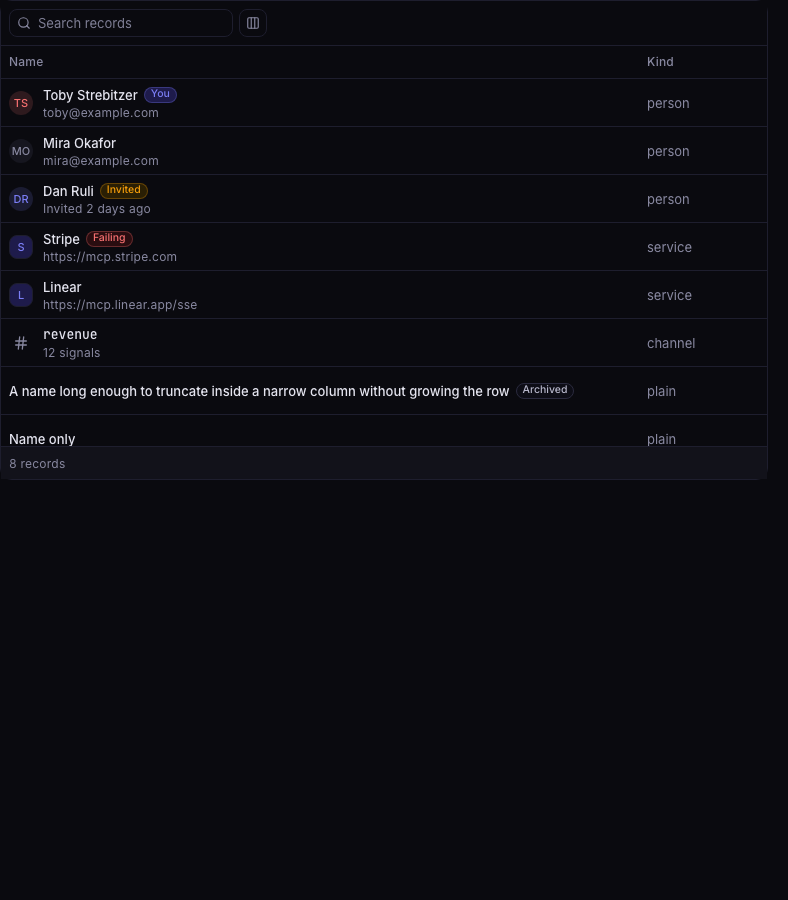 Search records
Name Kind
TS Toby Strebitzer You person
toby@example.com
MO Mira Okafor person
mira@example.com
DR Dan Ruli Invited person
Invited 2 days ago
S Stripe Failing service
https://mcp.stripe.com
L Linear service
https://mcp.linear.app/sse
# revenue channel
12 signals
A name long enough to truncate inside a narrow column without growing the row Archived plain
Name only plain
8 records